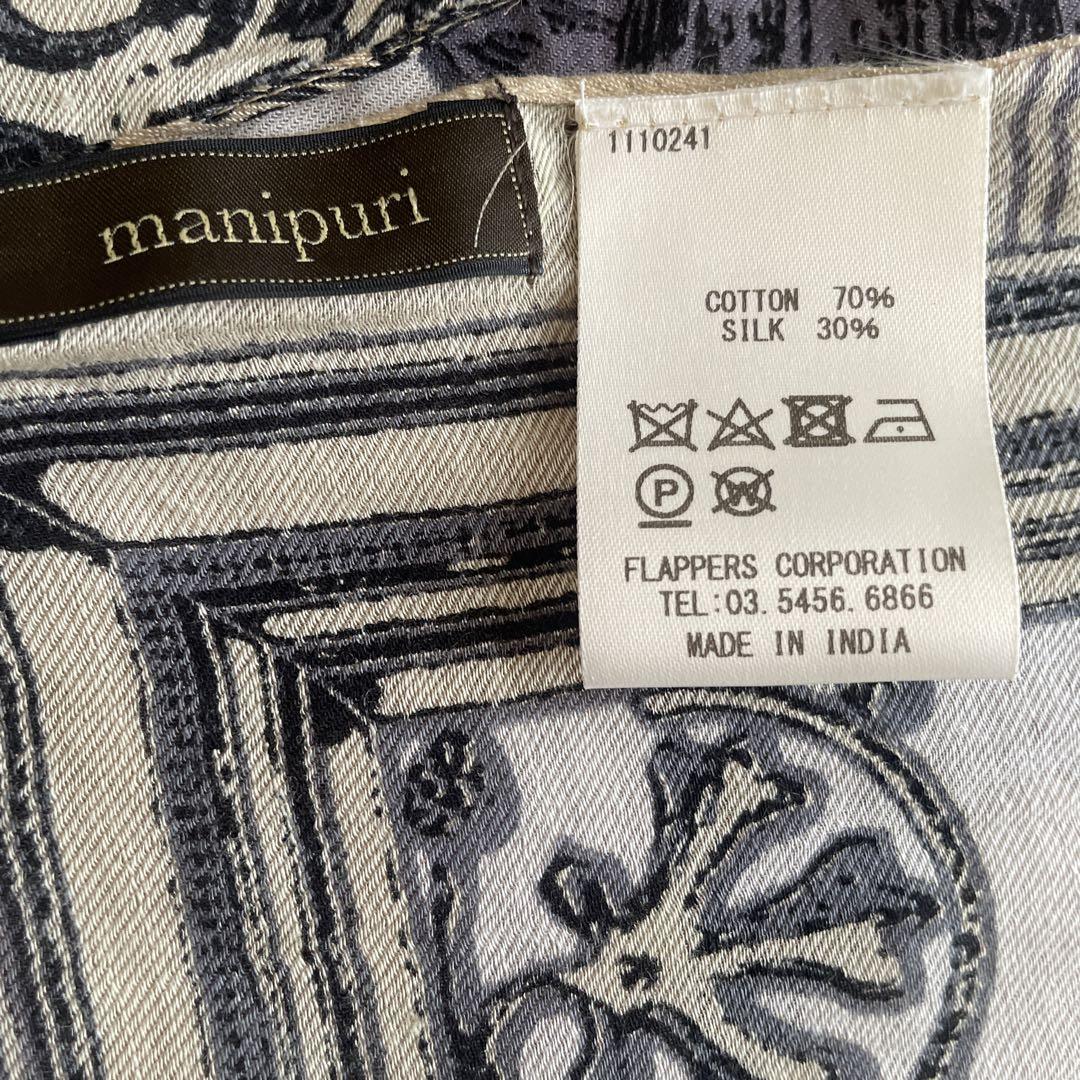 manipuri
1110241
COTTON 70%
SILK 30%
P W
FLAPPERS CORPORATION
TEL:03.5456.6866
MADE IN INDIA